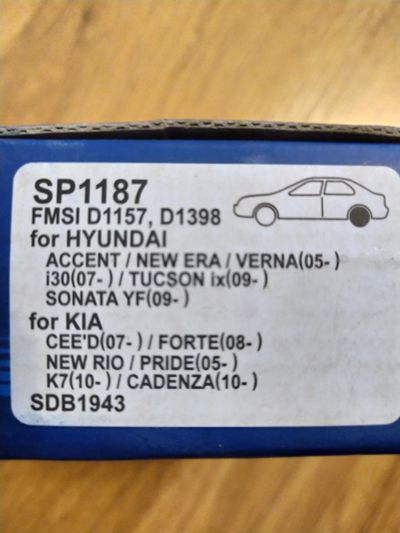 SP1187
FMSI D1157, D1398
for HYUNDAI
ACCENT / NEW ERA / VERNA(05- )
i30(07- ) / TUCSON ix(09- )
SONATA YF(09- )
for KIA
CEE'D(07- ) / FORTE(08- )
NEW RIO / PRIDE(05- )
K7(10- ) / CADENZA(10- )
SDB1943